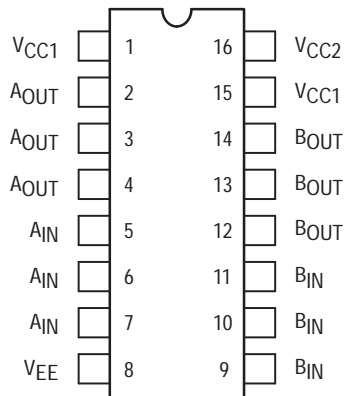 VCC1 1 16 VCC2
AOUT 2 15 VCC1
AOUT 3 14 BOUT
AOUT 4 13 BOUT
AIN 5 12 BOUT
AIN 6 11 BIN
AIN 7 10 BIN
VEE 8 9 BIN